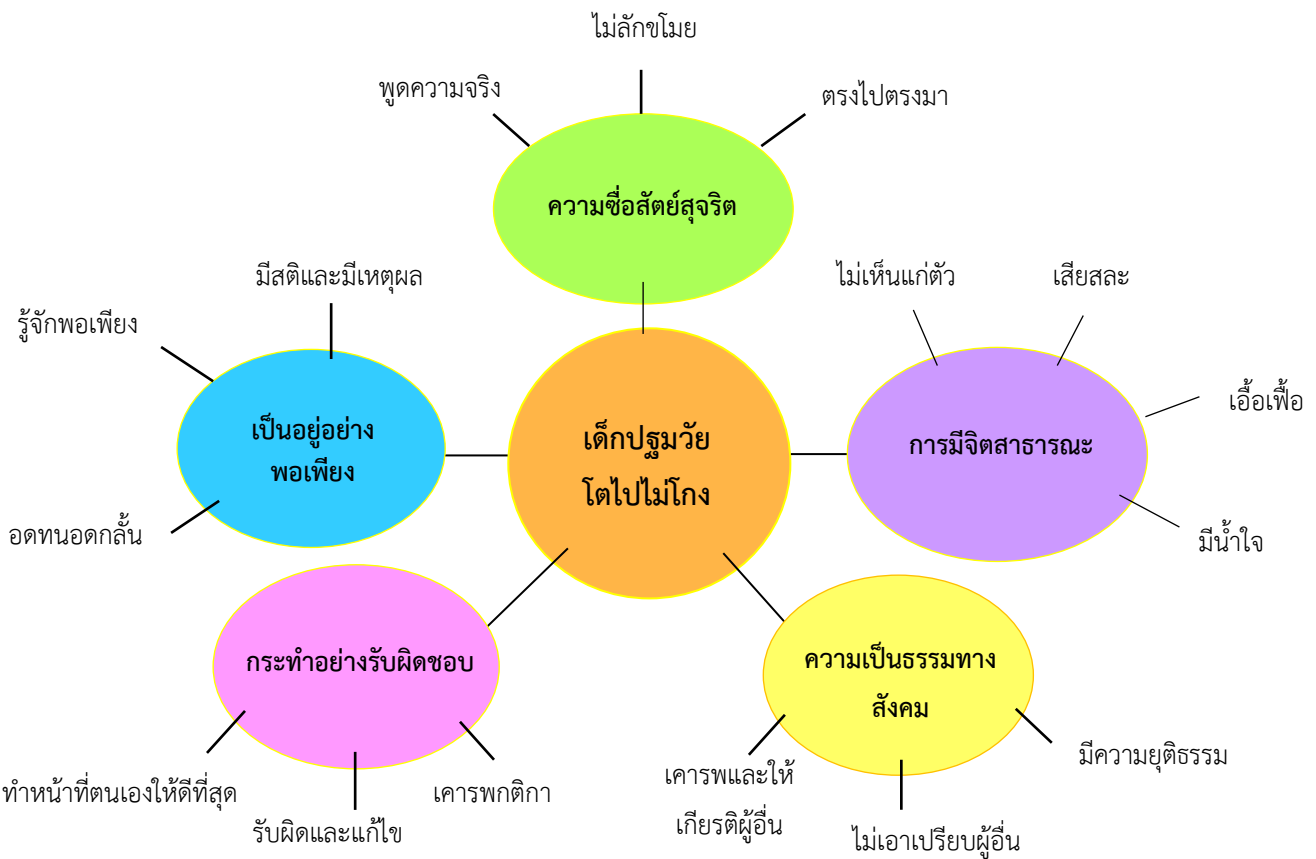 ไม่ลักขโมย
พูดความจริง
ตรงไปตรงมา
ความซื่อสัตย์สุจริต
มีสติและมีเหตุผล
ไม่เห็นแก่ตัว
เสียสละ
รู้จักพอเพียง
เอื้อเฟื้อ
เป็นอยู่อยาง
พอเพียง
เด็กปฐมวัย
โตไปไม่โกง
การมีจิตสาธารณะ
อดทนอดกลั้น
มีน้ำใจ
กระทำอย่างรับผิดชอบ
ความเป็นธรรมทาง
สังคม
มีความยุติธรรม
ทำหน้าที่ตนเองให้ดีที่สุด
เคารพกติกา
เคารพและให้
เกียรติผู้อื่น
รับผิดและแก้ไข
ไม่เอาเปรียบผู้อื่น